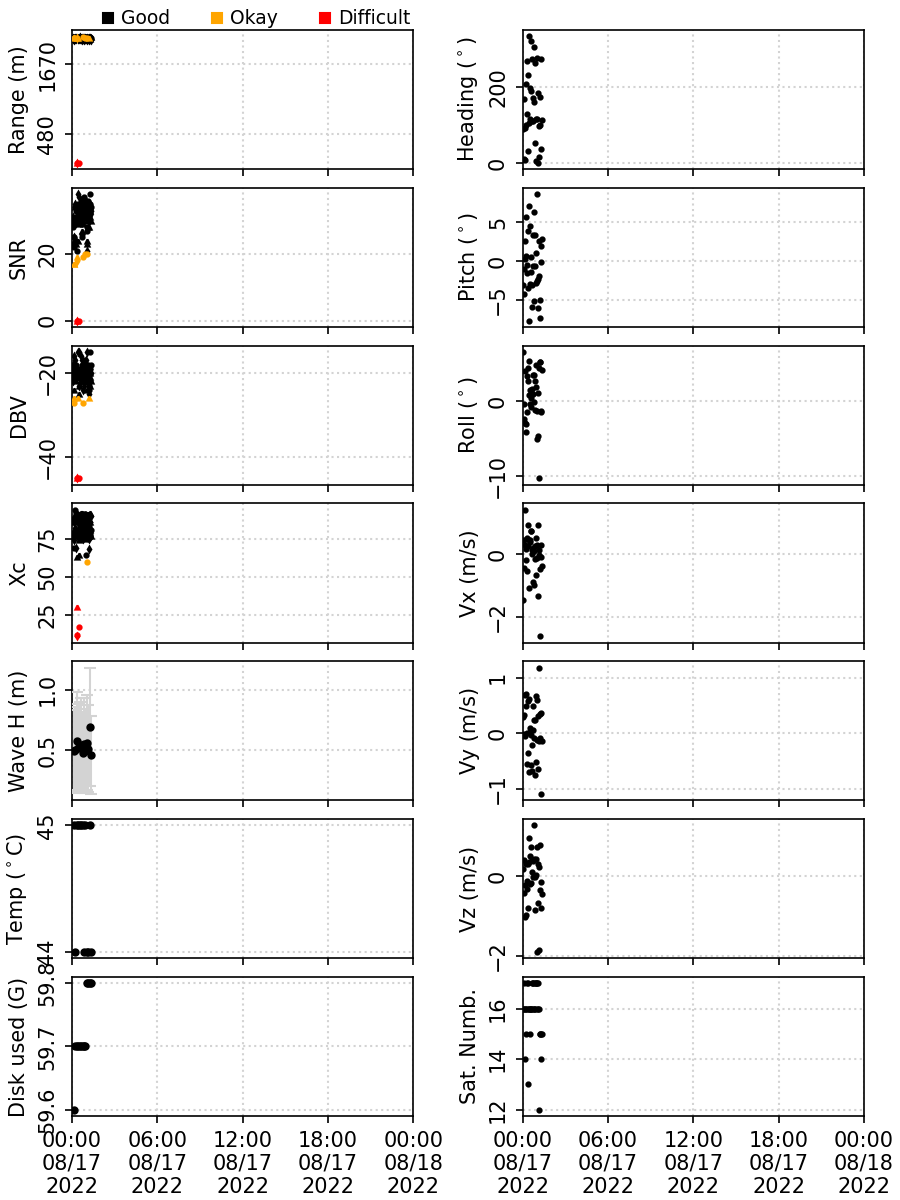 Good Okay Difficult
Range (m)
1670
480
Heading (°)
200
0
SNR
20
0
Pitch (°)
5
0
−5
DBV
−20
−40
Roll (°)
0
−10
Xc
75
50
25
Vx (m/s)
0
−2
Wave H (m)
1.0
0.5
Vy (m/s)
1
0
−1
Temp (°C)
45
44
Vz (m/s)
0
−2
Disk used (G)
59.8
59.7
59.6
Sat. Numb.
16
14
12
00:00 06:00 12:00 18:00 00:00
08/17 08/17 08/17 08/17 08/18
2022 2022 2022 2022 2022
00:00 06:00 12:00 18:00 00:00
08/17 08/17 08/17 08/17 08/18
2022 2022 2022 2022 2022